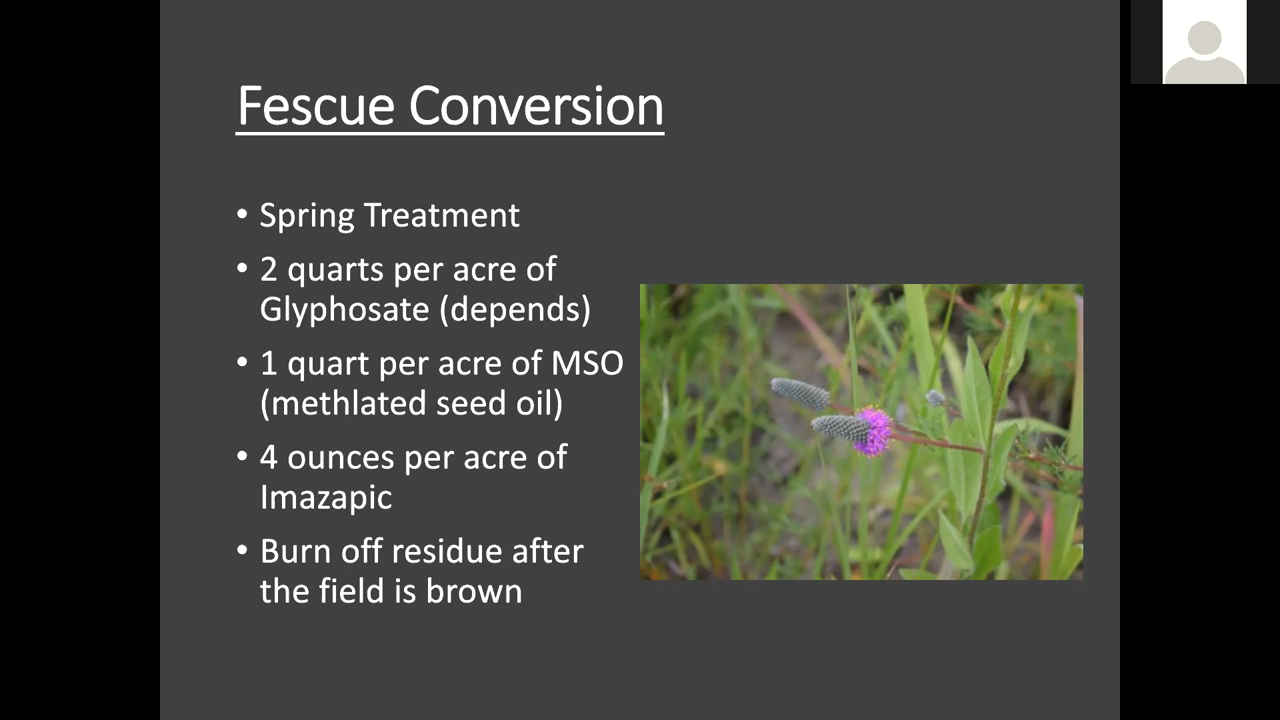 Fescue Conversion
• Spring Treatment
• 2 quarts per acre of
Glyphosate (depends)
• 1 quart per acre of MSO
(methlated seed oil)
• 4 ounces per acre of
Imazapic
• Burn off residue after
the field is brown